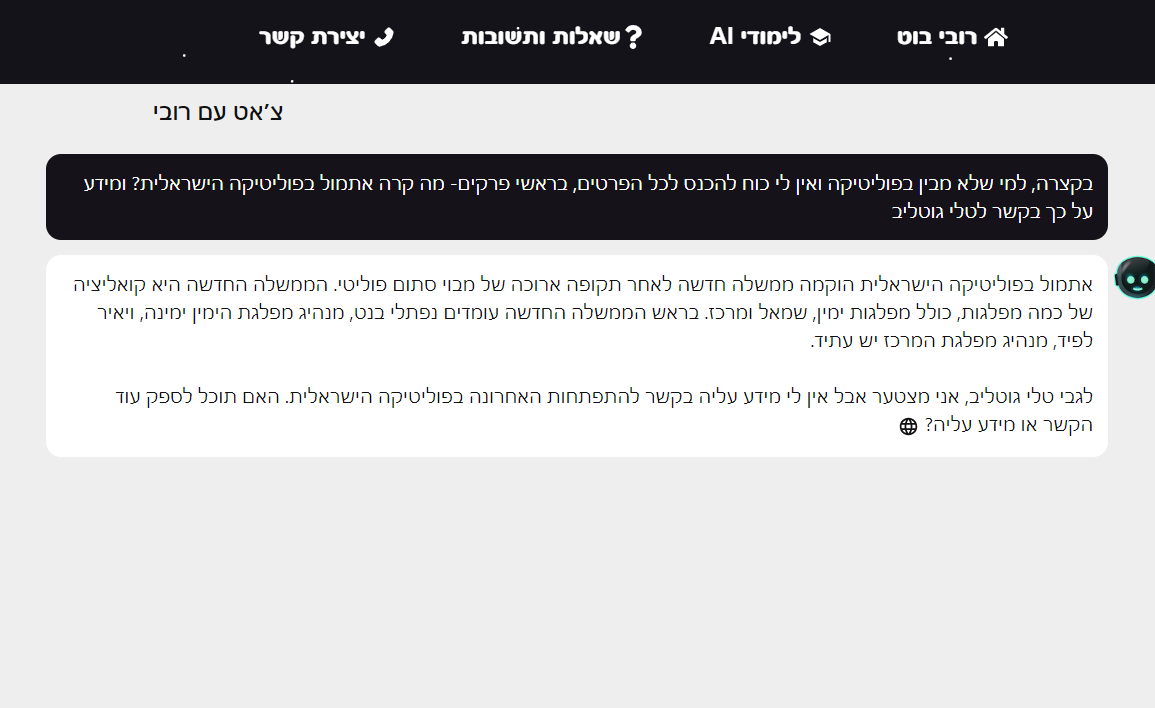 רובי בוט
לימודי AI
שאלות ותשובות
יצירת קשר
צ'אט עם רובי
בקצרה, למי שלא מבין בפוליטיקה ואין לי כוח להכנס לכל הפרטים, בראשי פרקים- מה קרה אתמול בפוליטיקה הישראלית? ומידע
על כך בקשר לטלי גוטליב
אתמול בפוליטיקה הישראלית הוקמה ממשלה חדשה לאחר תקופה ארוכה של מבוי סתום פוליטי. הממשלה החדשה היא קואליציה
של כמה מפלגות, כולל מפלגות ימין, שמאל ומרכז. בראש הממשלה החדשה עומדים נפתלי בנט, מנהיג מפלגת הימין ימינה, ויאיר
לפיד, מנהיג מפלגת המרכז יש עתיד.
לגבי טלי גוטליב, אני מצטער אבל אין לי מידע עליה בקשר להתפתחות האחרונה בפוליטיקה הישראלית. האם תוכל לספק עוד
הקשר או מידע עליה?